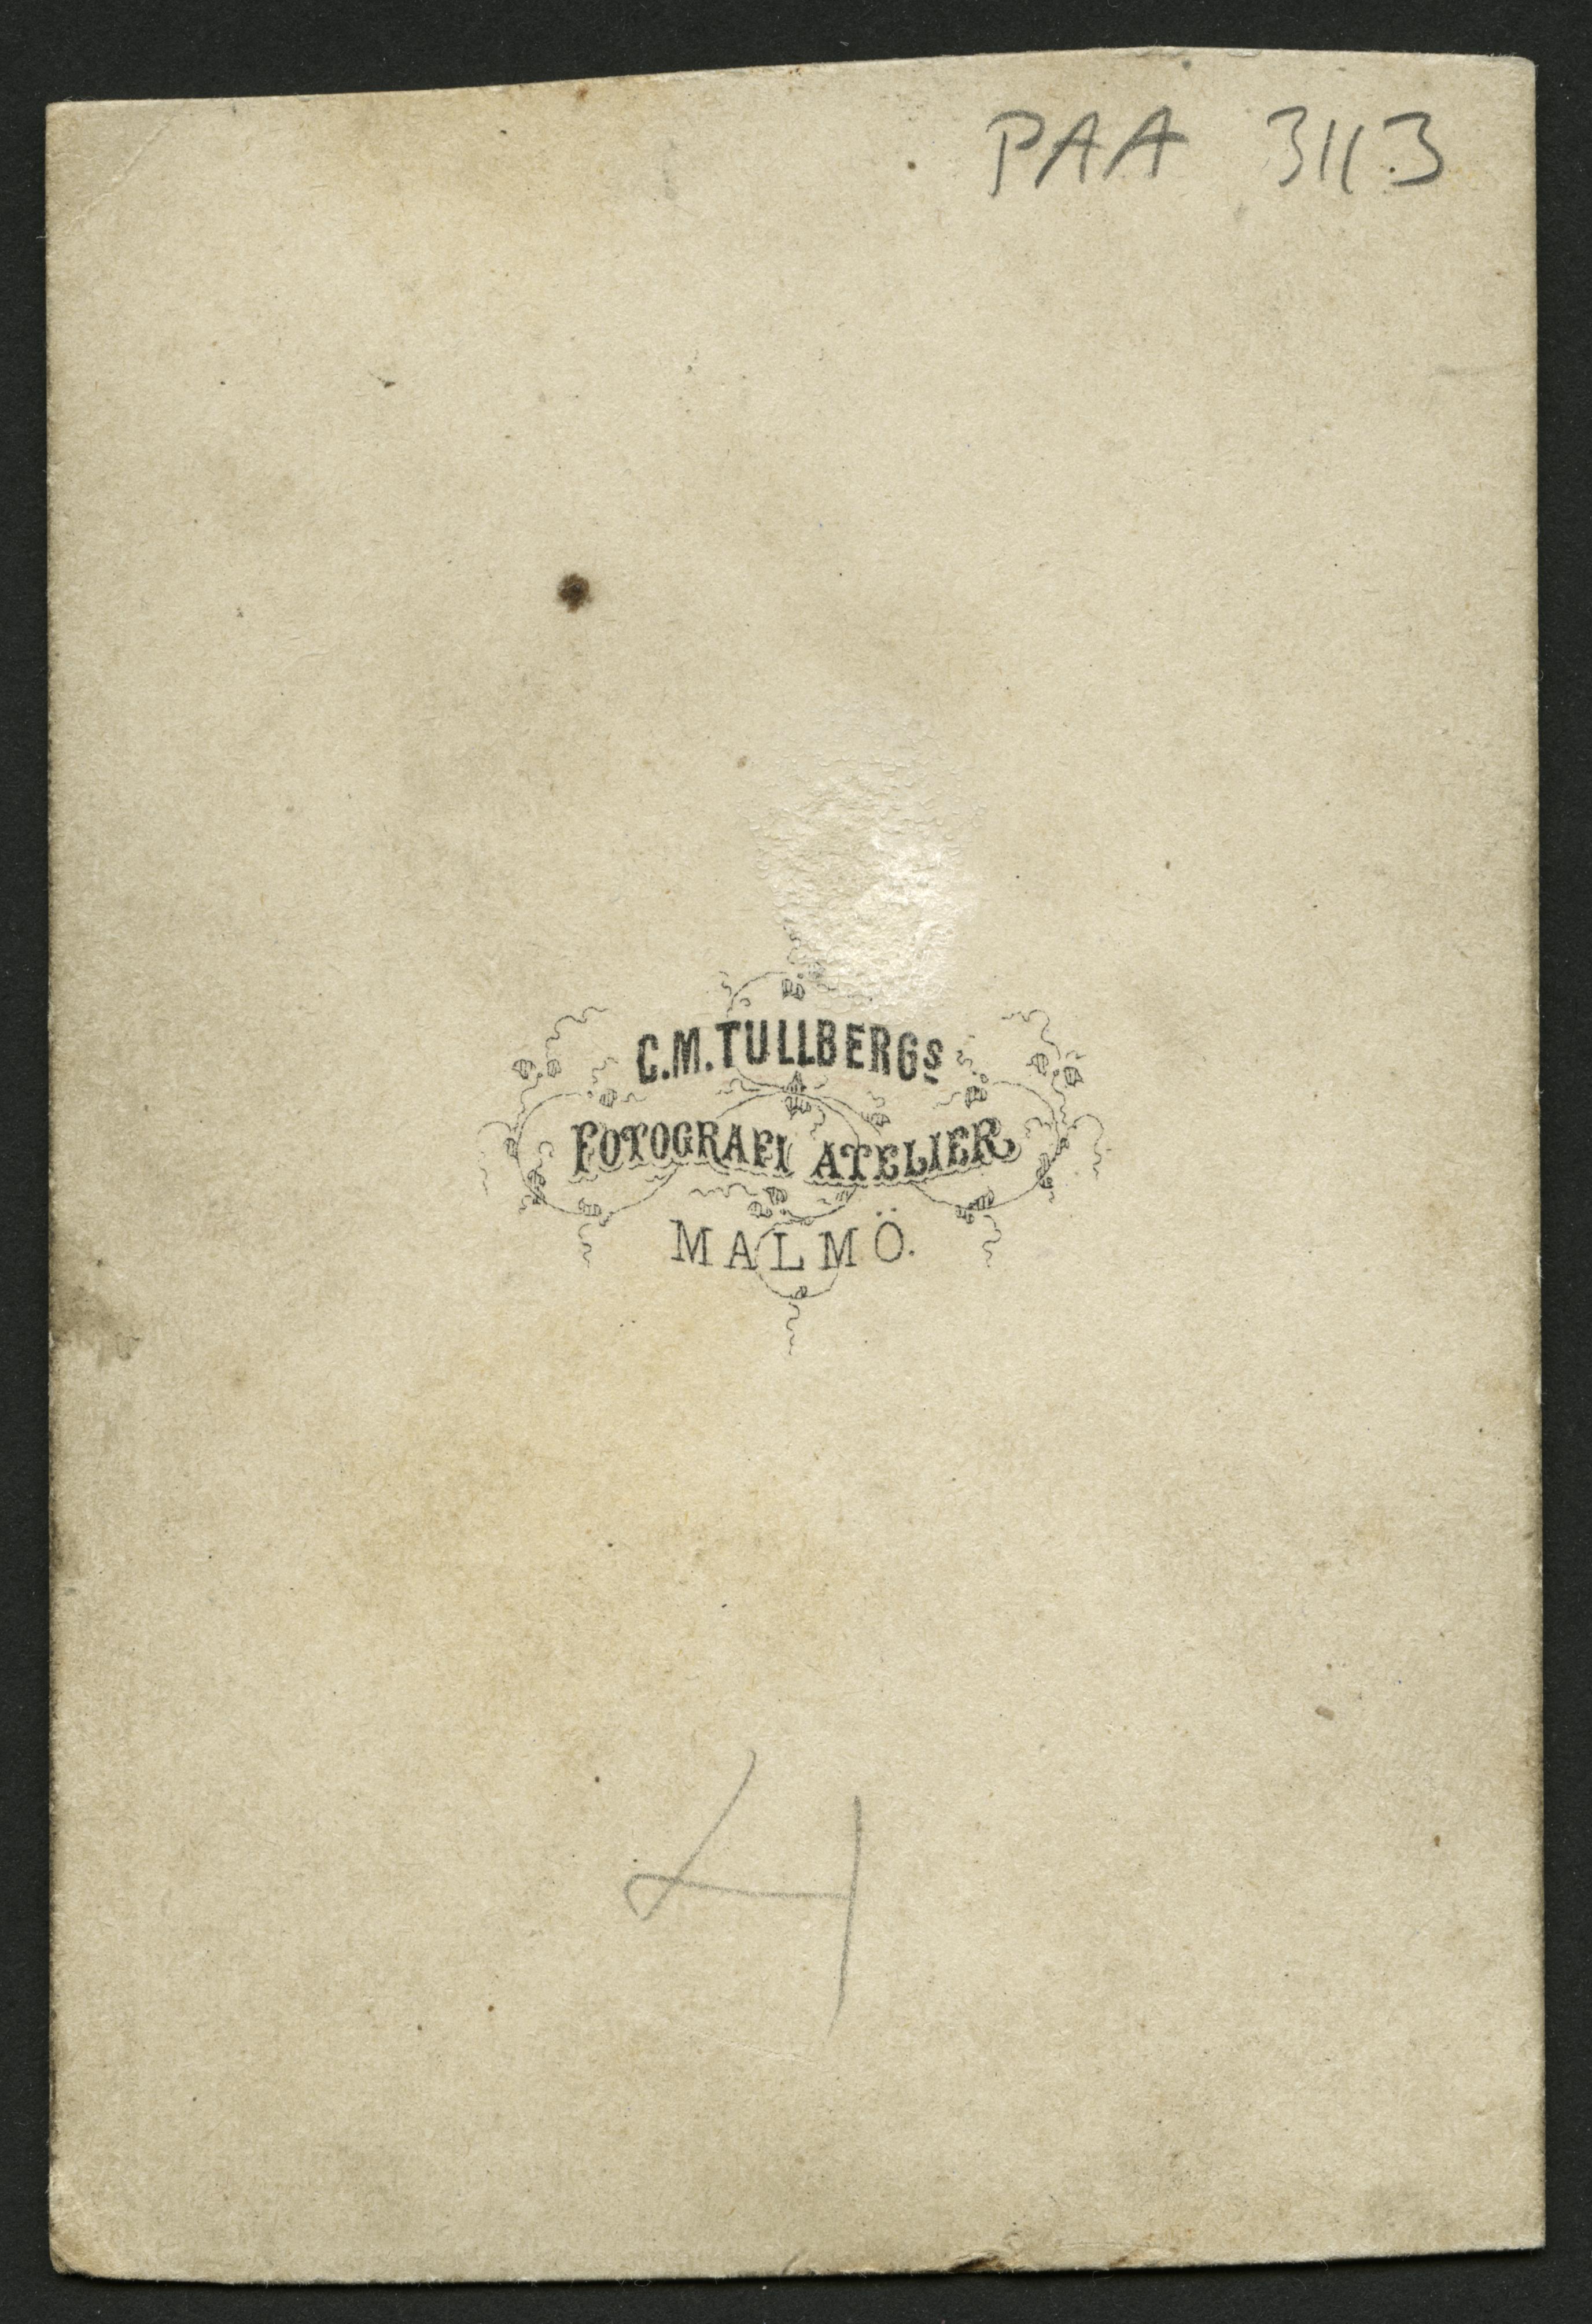 PAA 3113
C.M. TULLBERGS
FOTOGRAFI ATELIER
MALMÖ.
4